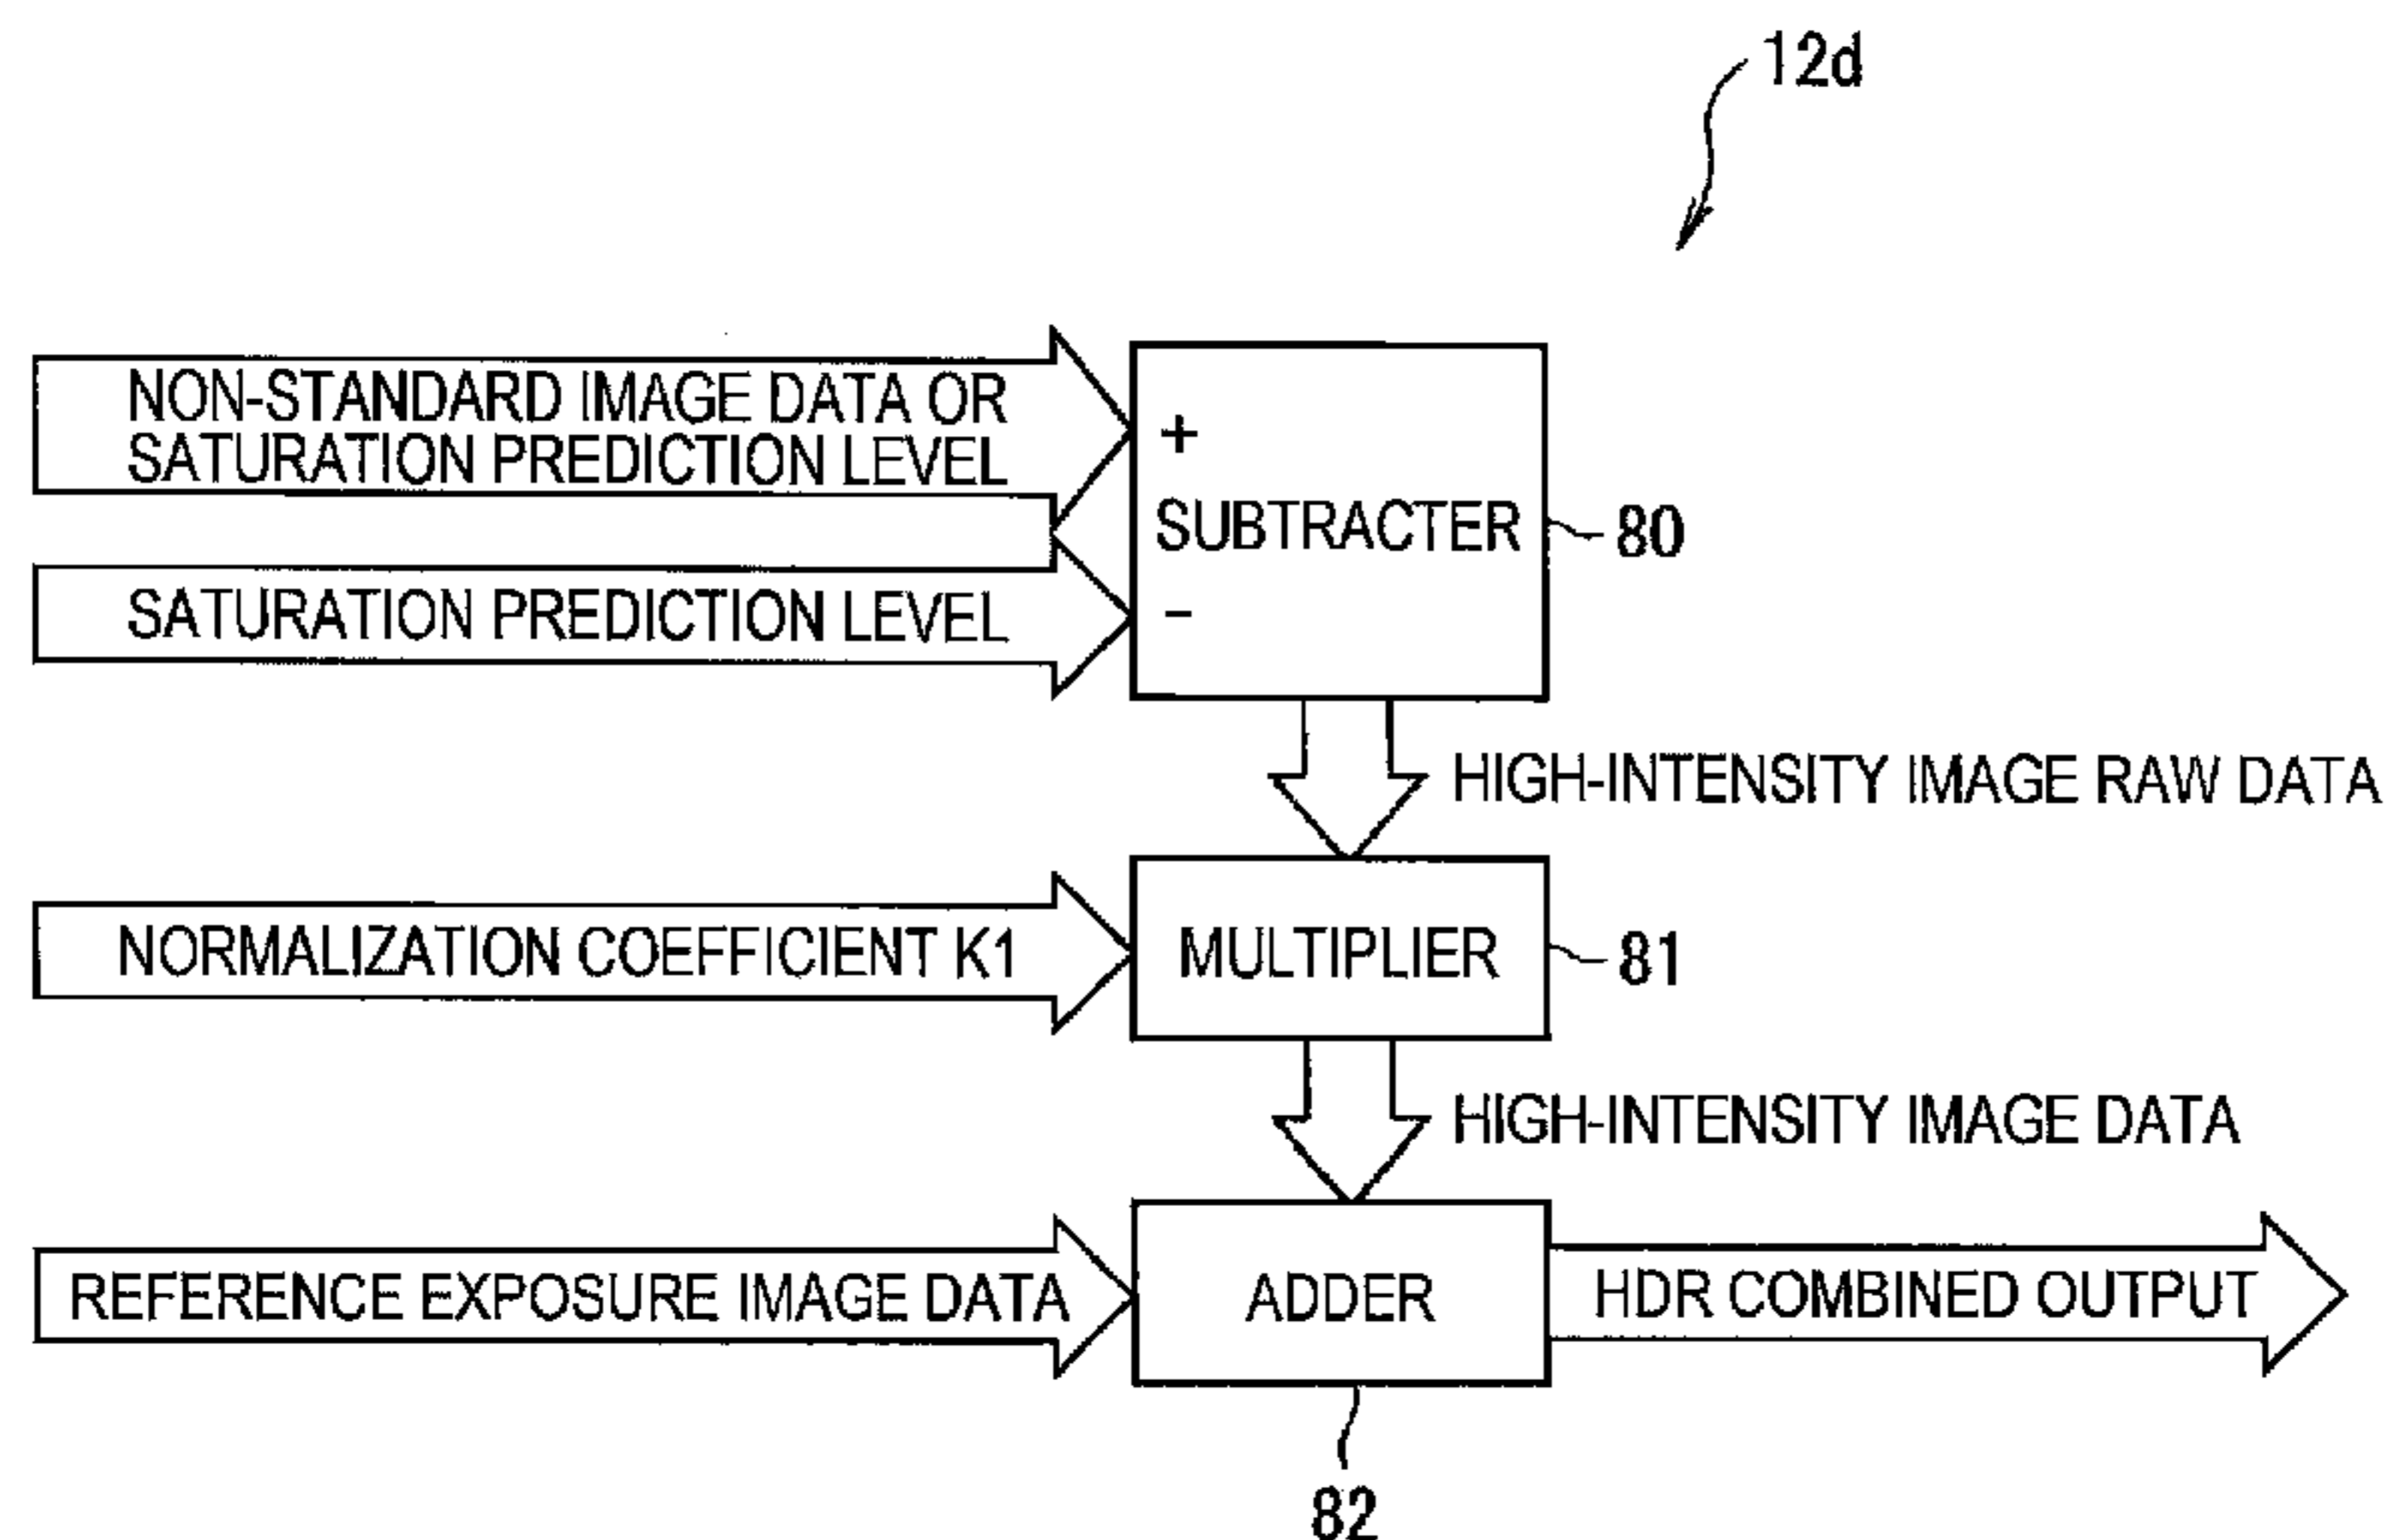 12d
NON-STANDARD IMAGE DATA OR
SATURATION PREDICTION LEVEL
+
SUBTRACTER
80
SATURATION PREDICTION LEVEL
−
HIGH-INTENSITY IMAGE RAW DATA
NORMALIZATION COEFFICIENT K1
MULTIPLIER
81
HIGH-INTENSITY IMAGE DATA
REFERENCE EXPOSURE IMAGE DATA
ADDER
HDR COMBINED OUTPUT
82